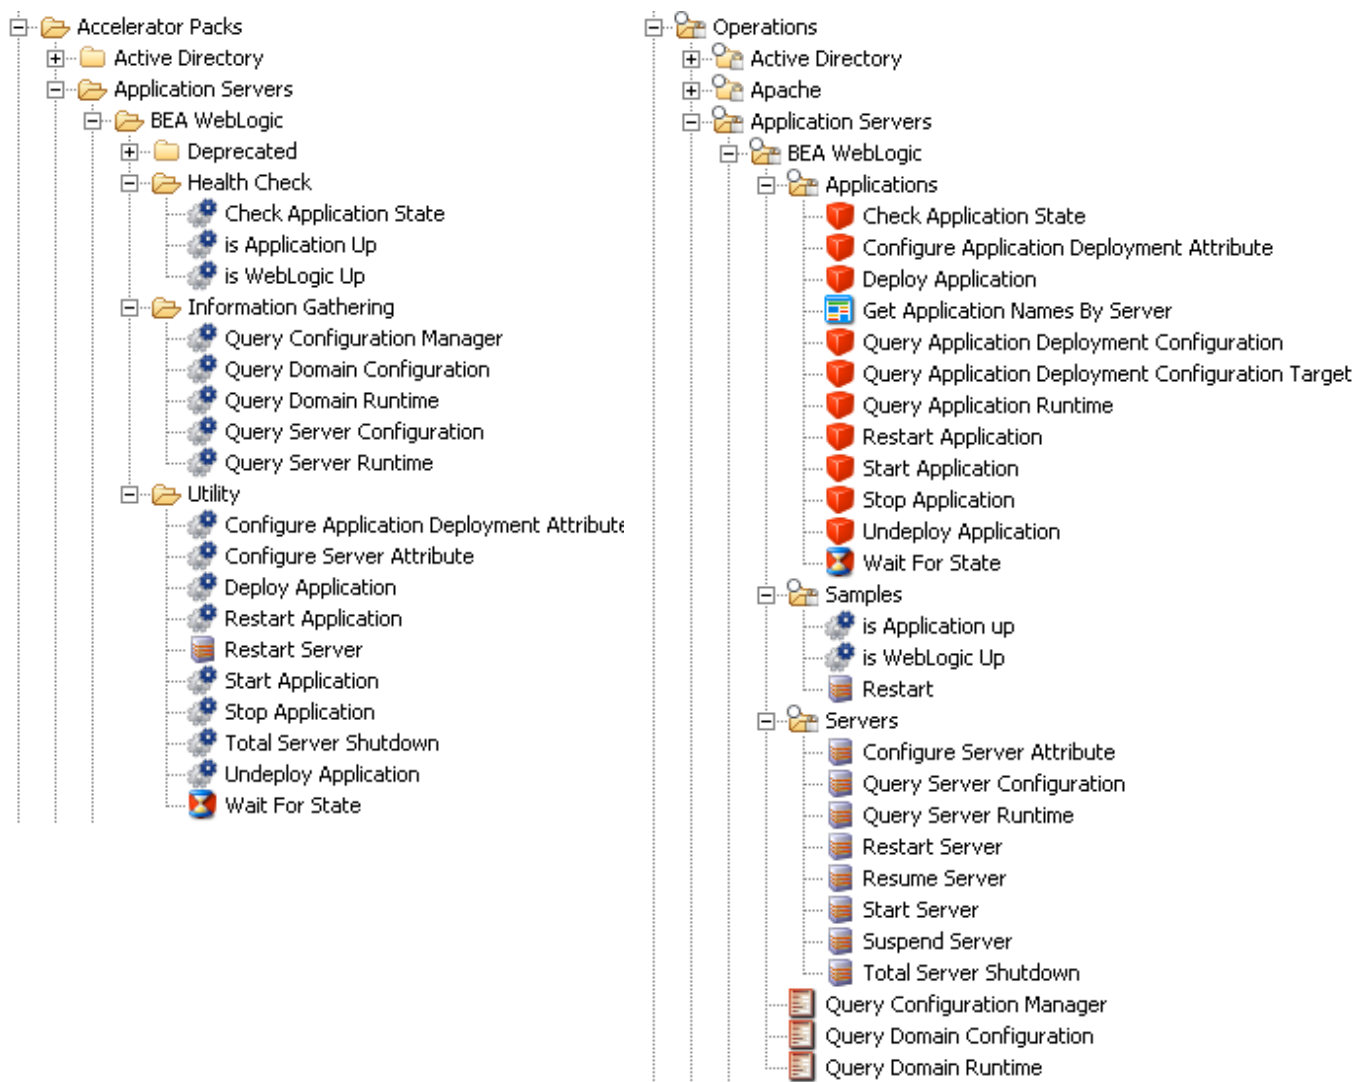 Accelerator Packs
Active Directory
Application Servers
BEA WebLogic
Deprecated
Health Check
Check Application State
is Application Up
is WebLogic Up
Information Gathering
Query Configuration Manager
Query Domain Configuration
Query Domain Runtime
Query Server Configuration
Query Server Runtime
Utility
Configure Application Deployment Attribute
Configure Server Attribute
Deploy Application
Restart Application
Restart Server
Start Application
Stop Application
Total Server Shutdown
Undeploy Application
Wait For State
Operations
Active Directory
Apache
Application Servers
BEA WebLogic
Applications
Check Application State
Configure Application Deployment Attribute
Deploy Application
Get Application Names By Server
Query Application Deployment Configuration
Query Application Deployment Configuration Target
Query Application Runtime
Restart Application
Start Application
Stop Application
Undeploy Application
Wait For State
Samples
is Application up
is WebLogic Up
Restart
Servers
Configure Server Attribute
Query Server Configuration
Query Server Runtime
Restart Server
Resume Server
Start Server
Suspend Server
Total Server Shutdown
Query Configuration Manager
Query Domain Configuration
Query Domain Runtime